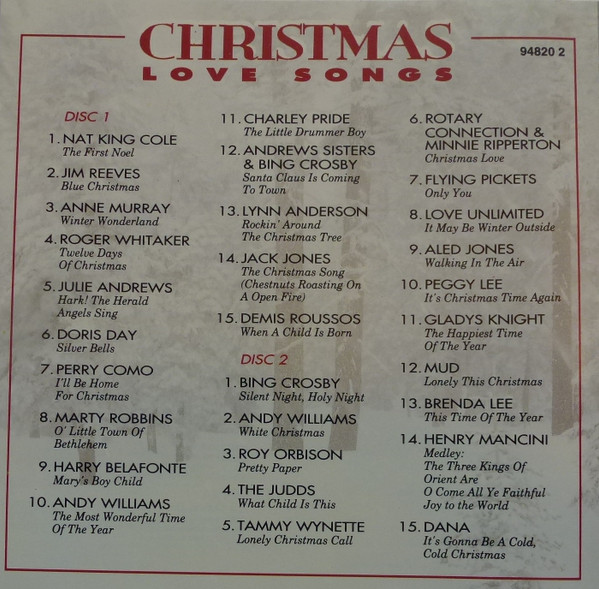 CHRISTMAS
LOVE SONGS
94820 2
DISC 1
1. NAT KING COLE
The First Noel
2. JIM REEVES
Blue Christmas
3. ANNE MURRAY
Winter Wonderland
4. ROGER WHITAKER
Twelve Days
Of Christmas
5. JULIE ANDREWS
Hark! The Herald
Angels Sing
6. DORIS DAY
Silver Bells
7. PERRY COMO
I'll Be Home
For Christmas
8. MARTY ROBBINS
O' Little Town Of
Bethlehem
9. HARRY BELAFONTE
Mary's Boy Child
10. ANDY WILLIAMS
The Most Wonderful Time
Of The Year
11. CHARLEY PRIDE
The Little Drummer Boy
12. ANDREWS SISTERS
& BING CROSBY
Santa Claus Is Coming
To Town
13. LYNN ANDERSON
Rockin' Around
The Christmas Tree
14. JACK JONES
The Christmas Song
(Chestnuts Roasting On
A Open Fire)
15. DEMIS ROUSSOS
When A Child Is Born
DISC 2
1. BING CROSBY
Silent Night, Holy Night
2. ANDY WILLIAMS
White Christmas
3. ROY ORBISON
Pretty Paper
4. THE JUDDS
What Child Is This
5. TAMMY WYNETTE
Lonely Christmas Call
6. ROTARY
CONNECTION &
MINNIE RIPPERTON
Christmas Love
7. FLYING PICKETS
Only You
8. LOVE UNLIMITED
It May Be Winter Outside
9. ALED JONES
Walking In The Air
10. PEGGY LEE
It's Christmas Time Again
11. GLADYS KNIGHT
The Happiest Time
Of The Year
12. MUD
Lonely This Christmas
13. BRENDA LEE
This Time Of The Year
14. HENRY MANCINI
Medley:
The Three Kings Of
Orient Are
O Come All Ye Faithful
Joy to the World
15. DANA
It's Gonna Be A Cold,
Cold Christmas